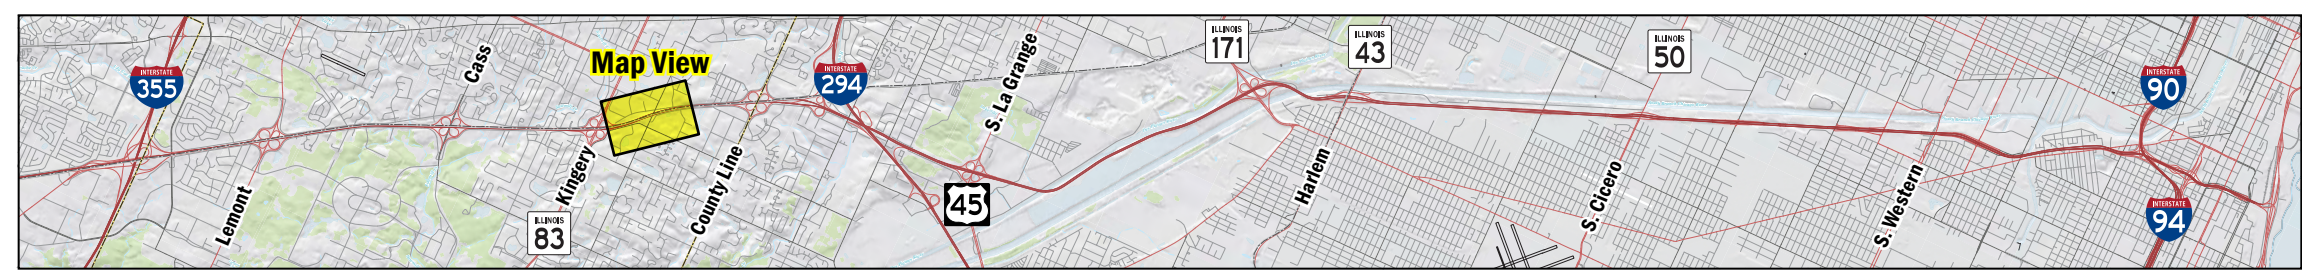 INTERSTATE
355
Lemont
Cass
Kingery
ILLINOIS
83
Map View
County Line
INTERSTATE
294
S. La Grange
45
ILLINOIS
171
ILLINOIS
43
Harlem
ILLINOIS
50
S. Cicero
S. Western
INTERSTATE
90
INTERSTATE
94